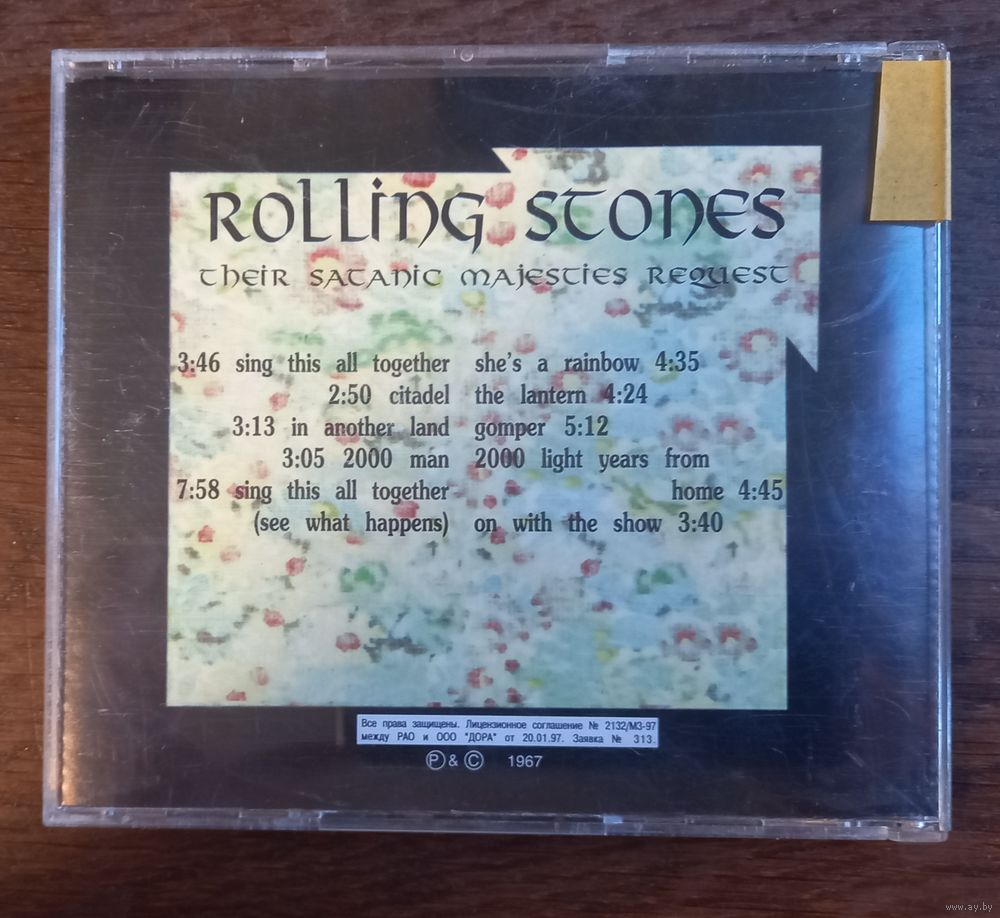 Rolling Stones
Their Satanic Majesties Request
3:46 sing this all together
2:50 citadel
3:13 in another land
3:05 2000 man
7:58 sing this all together
(see what happens)
she's a rainbow 4:35
the lantern 4:24
gomper 5:12
2000 light years from
home 4:45
on with the show 3:40
Все права защищены. Лицензионное соглашение № 2132/МЗ-97
между РАО и ООО "ДОРА" от 20.01.97. Заявка № 313.
Ⓟ & © 1967
www.ay.by